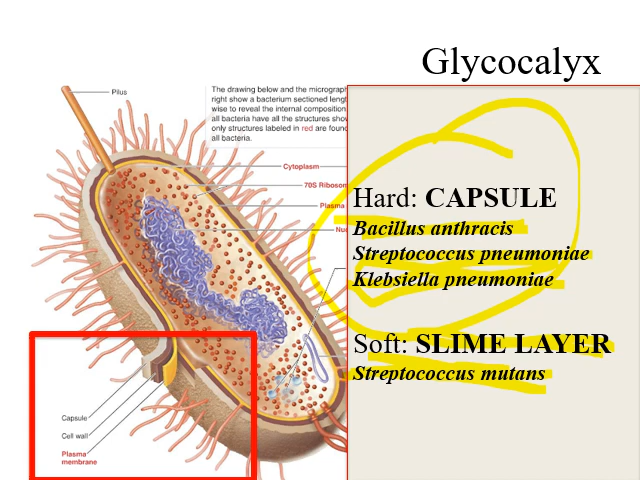 Glycocalyx
Pilus
The drawing below and the micrograph
right show a bacterium sectioned length
wise to reveal the internal composition.
all bacteria have all the structures
only structures labeled in red are found
all bacteria.
Cytoplasm
70S
Plasma
Hard: CAPSULE
Bacillus anthracis
Streptococcus pneumoniae
Klebsiella pneumoniae
Soft: SLIME LAYER
Streptococcus mutans
Capsule
Cell wall
Plasma
membrane